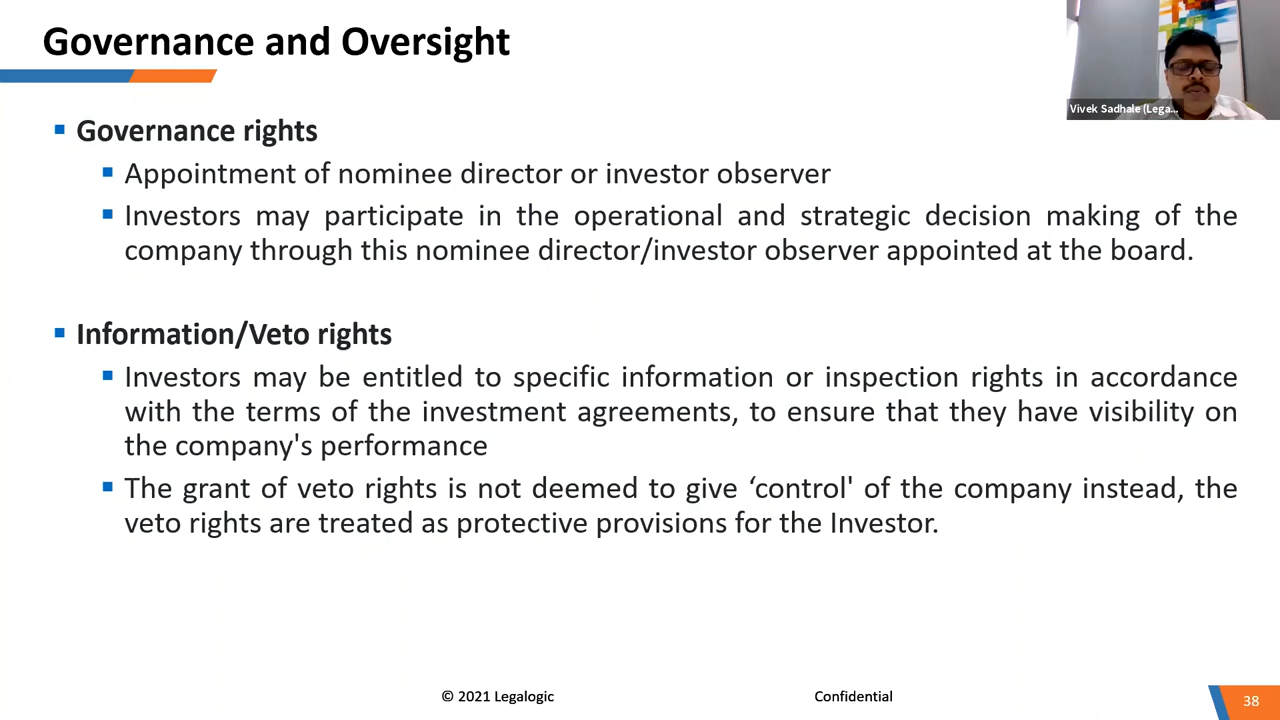 Governance and Oversight
Vivek Sadhale (Lega...
Governance rights
Appointment of nominee director or investor observer
Investors may participate in the operational and strategic decision making of the
company through this nominee director/investor observer appointed at the board.
Information/Veto rights
Investors may be entitled to specific information or inspection rights in accordance
with the terms of the investment agreements, to ensure that they have visibility on
the company's performance
The grant of veto rights is not deemed to give ‘control' of the company instead, the
veto rights are treated as protective provisions for the Investor.
© 2021 Legalogic
Confidential
38